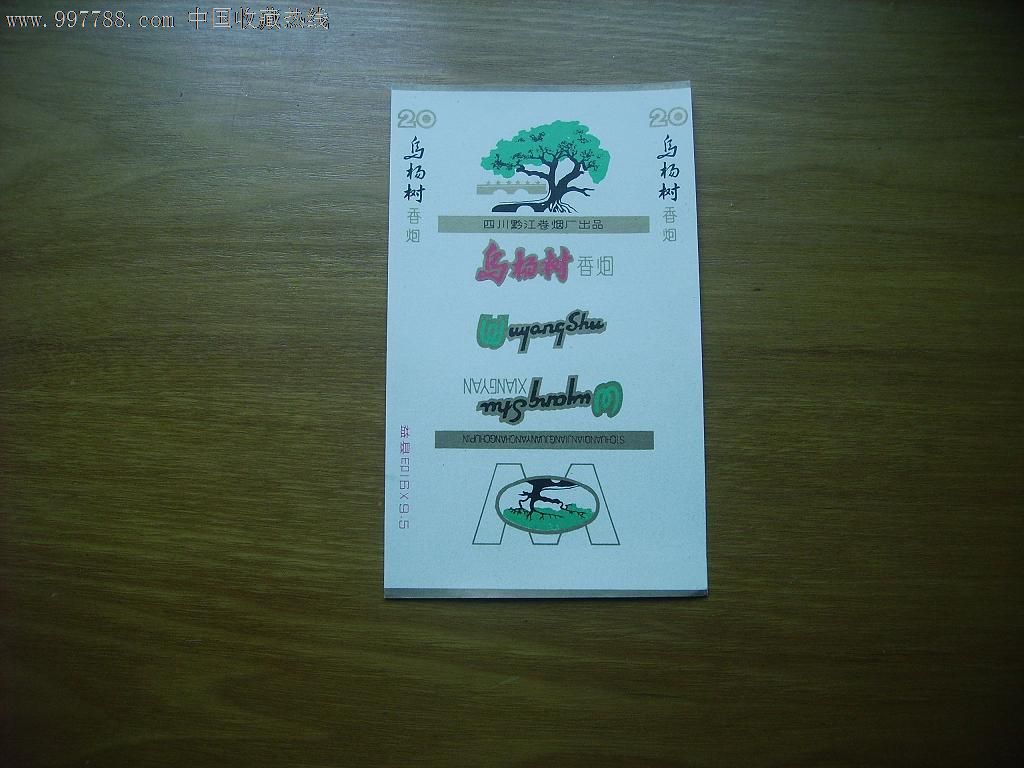 www.997788.com 中国收藏热线
20
乌杨树
香烟
20
乌杨树
香烟
四川黔江卷烟厂出品
乌杨树 香烟
WuyangShu
WuyangShu
XIANGYAN
SICHUANQIANJIANGJUANYANCHANGCHUPIN